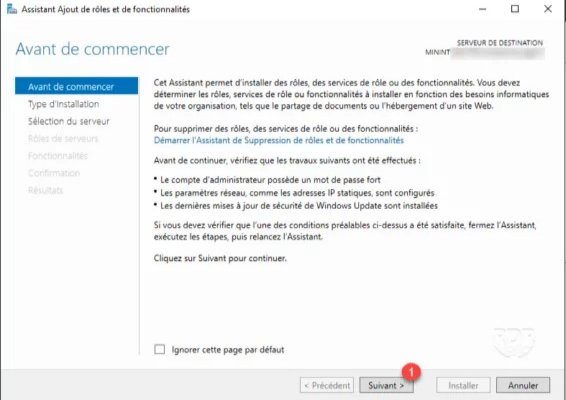 Assistant Ajout de rôles et de fonctionnalités
Avant de commencer
SERVEUR DE DESTINATION
MININT
Avant de commencer
Type d'installation
Sélection du serveur
Rôles de serveurs
Fonctionnalités
Confirmation
Résultats
Cet Assistant permet d'installer des rôles, des services de rôle ou des fonctionnalités. Vous devez
déterminer les rôles, services de rôle ou fonctionnalités à installer en fonction des besoins informatiques
de votre organisation, tels que le partage de documents ou l'hébergement d'un site Web.
Pour supprimer des rôles, des services de rôle ou des fonctionnalités :
Démarrer l'Assistant de Suppression de rôles et de fonctionnalités
Avant de continuer, vérifiez que les travaux suivants ont été effectués :
• Le compte d'administrateur possède un mot de passe fort
• Les paramètres réseau, comme les adresses IP statiques, sont configurés
• Les dernières mises à jour de sécurité de Windows Update sont installées
Si vous devez vérifier que l'une des conditions préalables ci-dessus a été satisfaite, fermez l'Assistant,
exécutez les étapes, puis relancez l'Assistant.
Cliquez sur Suivant pour continuer.
Ignorer cette page par défaut
1
< Précédent
Suivant >
Installer
Annuler